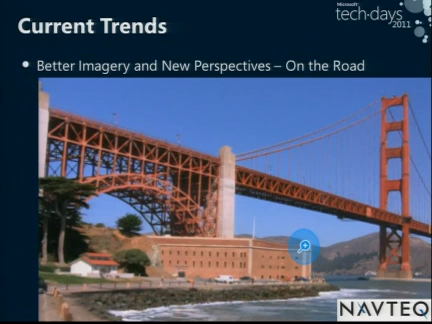 Current Trends
Microsoft
tech·days
2011
• Better Imagery and New Perspectives – On the Road
NAVTEQ